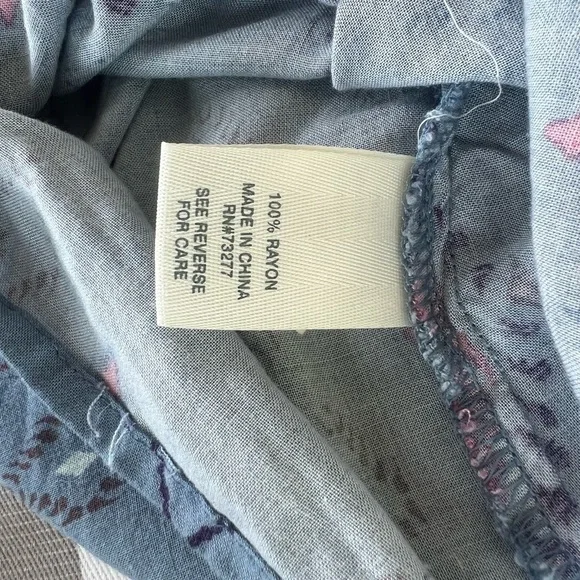 100% RAYON
MADE IN CHINA
RN#73277
SEE REVERSE
FOR CARE